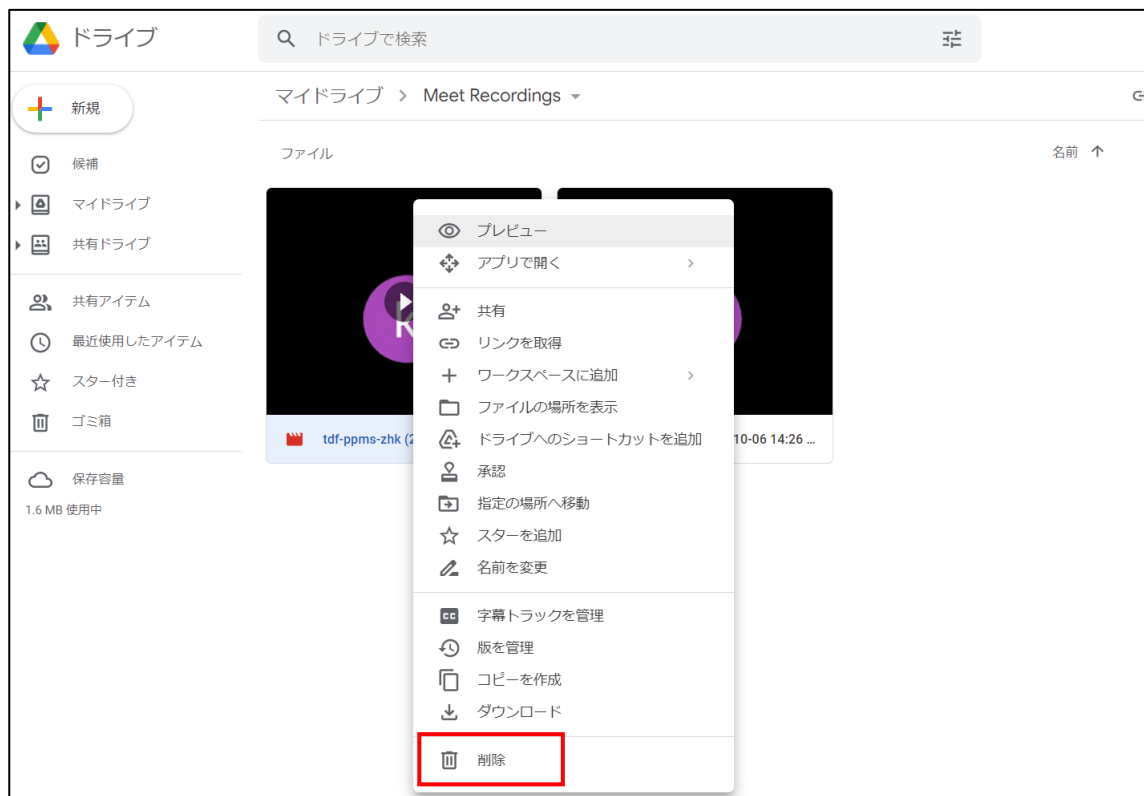 ドライブ
ドライブで検索
新規
マイドライブ > Meet Recordings
候補
マイドライブ
共有ドライブ
共有アイテム
最近使用したアイテム
スター付き
ゴミ箱
保存容量
1.6 MB 使用中
ファイル
名前
tdf-ppms-zhk (2
10-06 14:26 ...
プレビュー
アプリで開く
共有
リンクを取得
ワークスペースに追加
ファイルの場所を表示
ドライブへのショートカットを追加
承認
指定の場所へ移動
スターを追加
名前を変更
CC 字幕トラックを管理
版を管理
コピーを作成
ダウンロード
削除